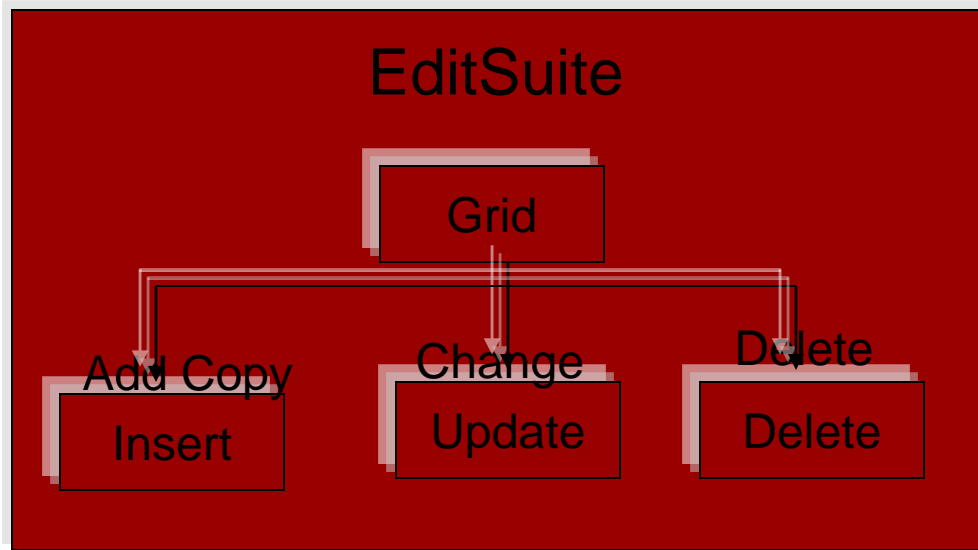 EditSuite
Grid
Add Copy
Change
Delete
Insert
Update
Delete